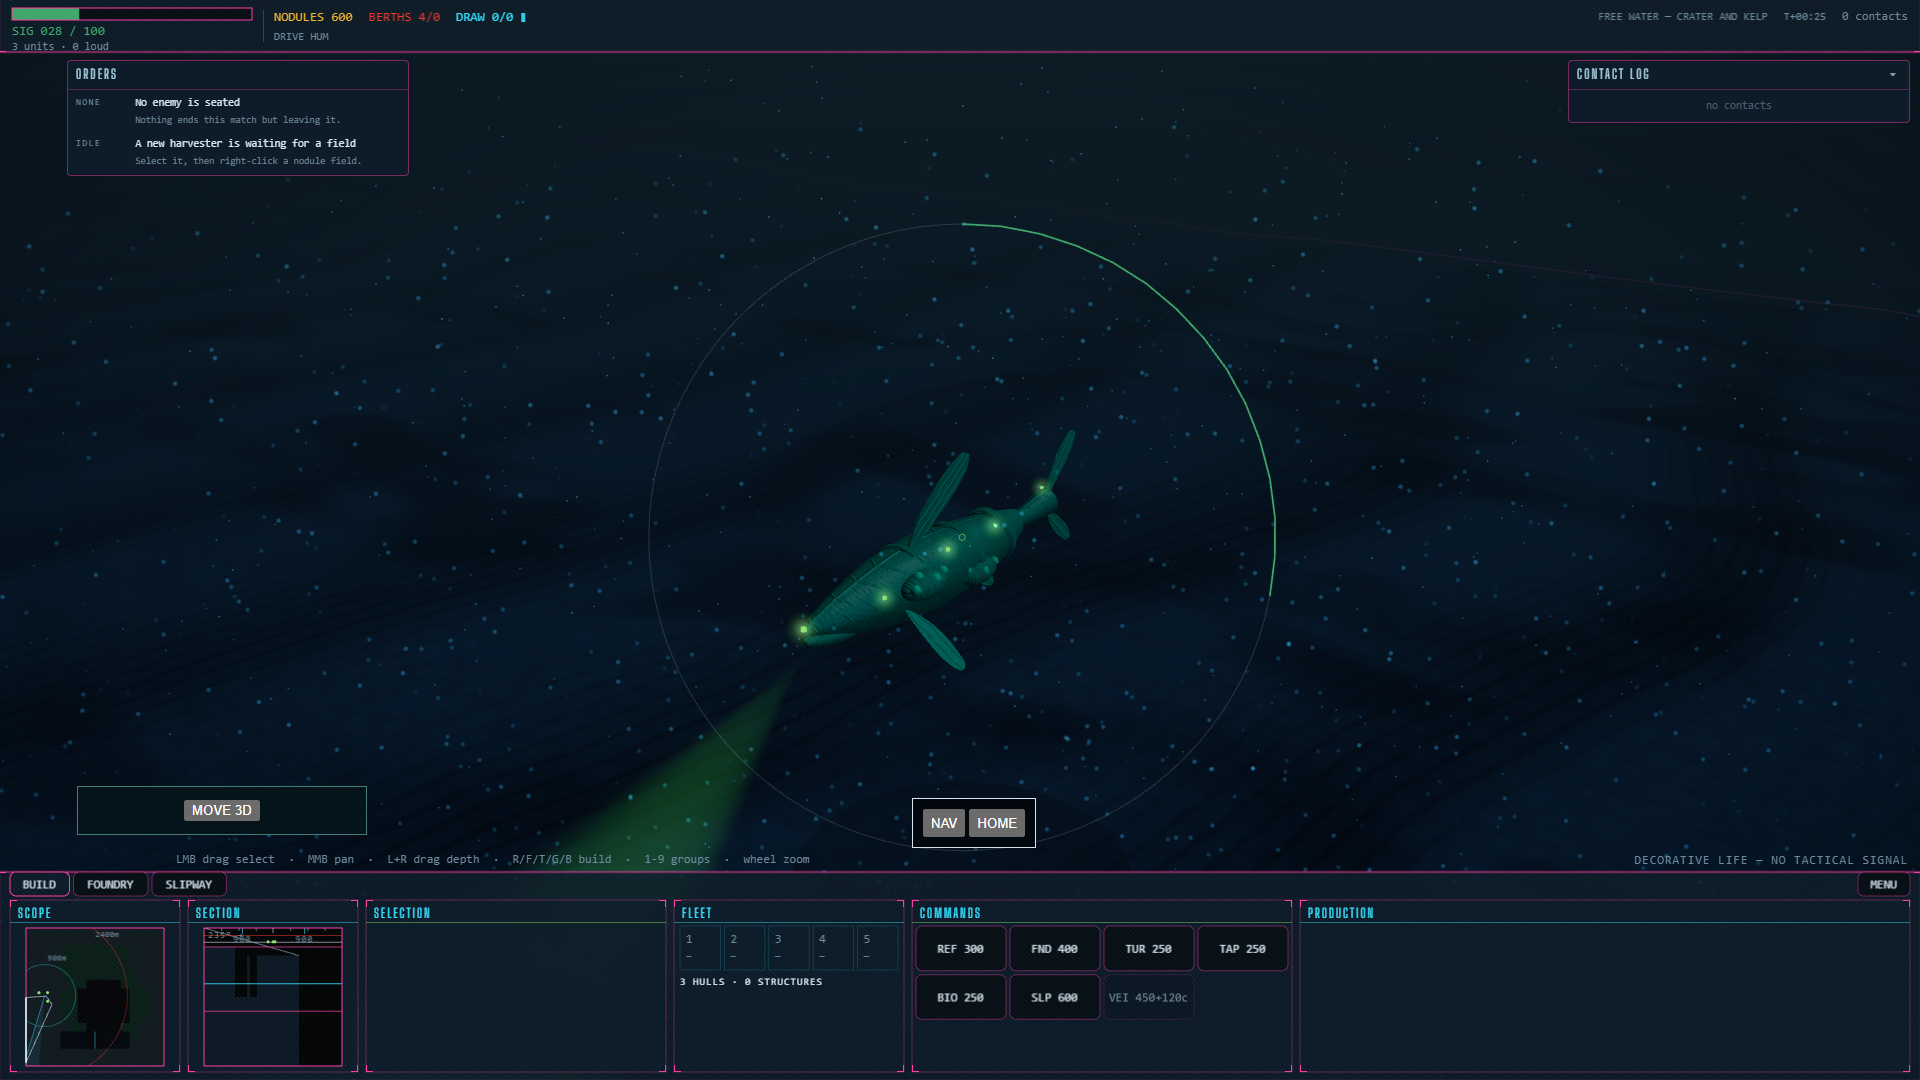 SIG 028 / 100
3 units · 0 loud
NODULES 600 BERTHS 4/0 DRAW 0/0
DRIVE HUM
FREE WATER — CRATER AND KELP T+00:25 0 contacts
ORDERS
NONE No enemy is seated
Nothing ends this match but leaving it.
IDLE A new harvester is waiting for a field
Select it, then right-click a nodule field.
CONTACT LOG
no contacts
MOVE 3D
NAV HOME
LMB drag select · MMB pan · L+R drag depth · R/F/T/G/B build · 1-9 groups · wheel zoom
DECORATIVE LIFE — NO TACTICAL SIGNAL
BUILD FOUNDRY SLIPWAY MENU
SCOPE
2400m
900m
SECTION
235°
900 900
SELECTION
FLEET
1 2 3 4 5
– – – – –
3 HULLS · 0 STRUCTURES
COMMANDS
REF 300 FND 400 TUR 250 TAP 250
BIO 250 SLP 600 VEI 450+120c
PRODUCTION